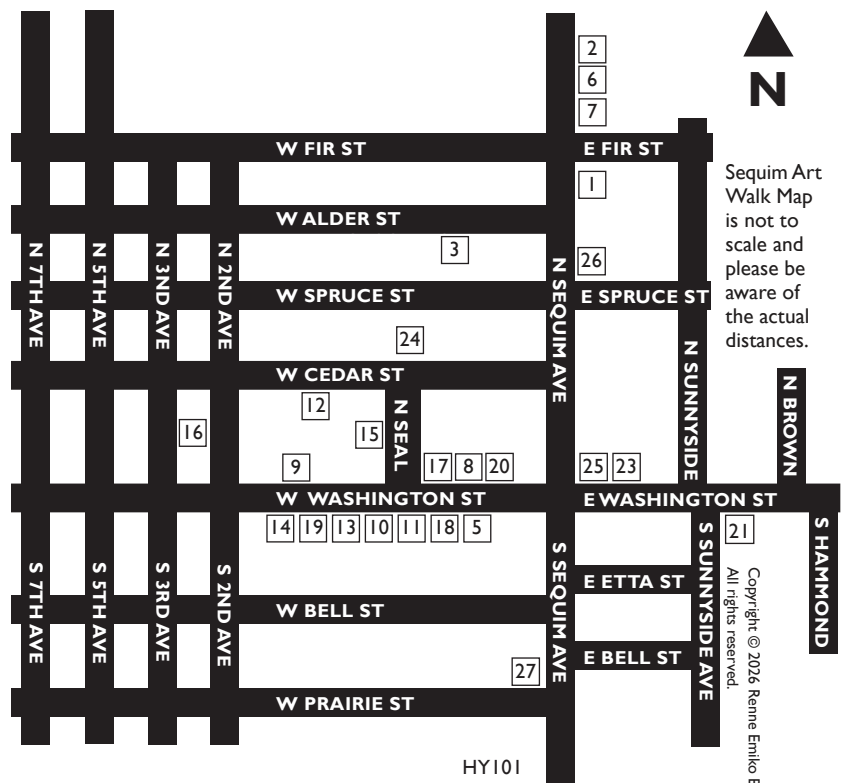 2
6
7
N
W FIR ST
E FIR ST
1
Sequim Art
Walk Map
is not to
scale and
please be
aware of
the actual
distances.
W ALDER ST
3
26
N 7TH AVE
N 5TH AVE
N 3ND AVE
N 2ND AVE
N SEQUIM AVE
W SPRUCE ST
E SPRUCE ST
24
N SUNNYSIDE
W CEDAR ST
N BROWN
12
16
15
N SEAL
9
17 8 20
25 23
W WASHINGTON ST
E WASHINGTON ST
14 19 13 10 11 18 5
21
S HAMMOND
S 7TH AVE
S 5TH AVE
S 3RD AVE
S 2ND AVE
S SEQUIM AVE
S SUNNYSIDE AVE
E ETTA ST
W BELL ST
E BELL ST
27
W PRAIRIE ST
Copyright © 2026 Renne Emiko
All rights reserved.
HY101